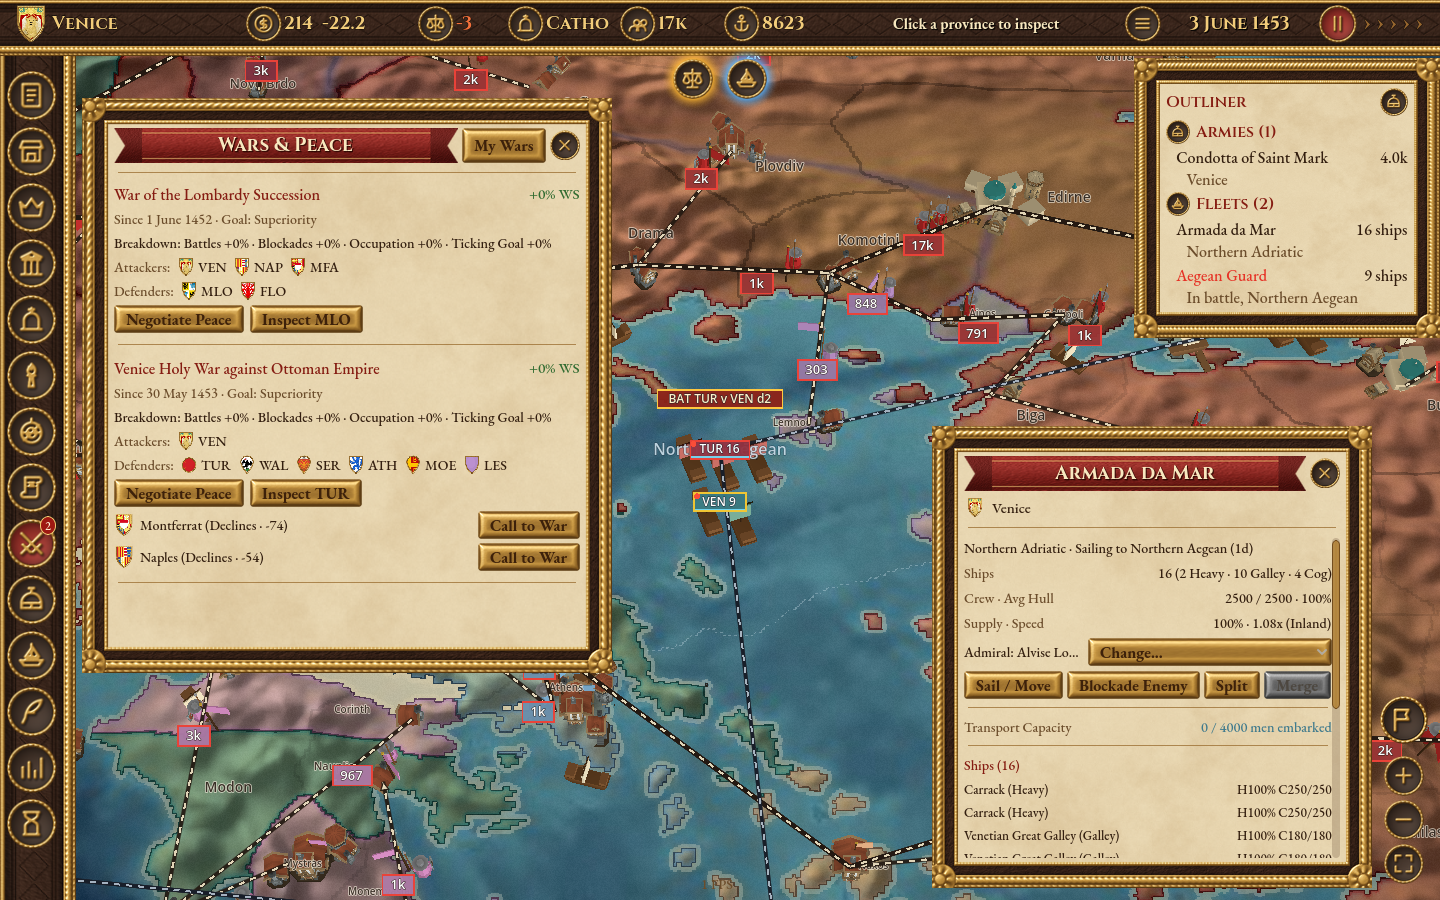 VENICE
214 -22.2
-3
CATHO
17K
8623
Click a province to inspect
3 JUNE 1453
3k
2k
WARS & PEACE
My Wars
War of the Lombardy Succession
+0% WS
Since 1 June 1452 · Goal: Superiority
Breakdown: Battles +0% · Blockades +0% · Occupation +0% · Ticking Goal +0%
Attackers: VEN NAP MFA
Defenders: MLO FLO
Negotiate Peace
Inspect MLO
Venice Holy War against Ottoman Empire
+0% WS
Since 30 May 1453 · Goal: Superiority
Breakdown: Battles +0% · Blockades +0% · Occupation +0% · Ticking Goal +0%
Attackers: VEN
Defenders: TUR WAL SER ATH MOE LES
Negotiate Peace
Inspect TUR
Montferrat (Declines · -74)
Call to War
Naples (Declines · -54)
Call to War
2
Plovdiv
2k
Edirne
Drama
Komotini
17k
1k
848
791
1k
303
BAT TUR v VEN d2
Biga
TUR 16
VEN 9
OUTLINER
ARMIES (1)
Condotta of Saint Mark 4.0k
Venice
FLEETS (2)
Armada da Mar 16 ships
Northern Adriatic
Aegean Guard 9 ships
In battle, Northern Aegean
ARMADA DA MAR
Venice
Northern Adriatic · Sailing to Northern Aegean (1d)
Ships 16 (2 Heavy · 10 Galley · 4 Cog)
Crew · Avg Hull 2500 / 2500 · 100%
Supply · Speed 100% · 1.08x (Inland)
Admiral: Alvise Lo...
Change...
Sail / Move
Blockade Enemy
Split
Merge
Transport Capacity 0 / 4000 men embarked
Ships (16)
Carrack (Heavy) H100% C250/250
Carrack (Heavy) H100% C250/250
Venetian Great Galley (Galley) H100% C180/180
Venetian Great Galley (Galley) H100% C180/180
Athens
Corinth
1k
3k
967
Modon
Mystras
1k
2k